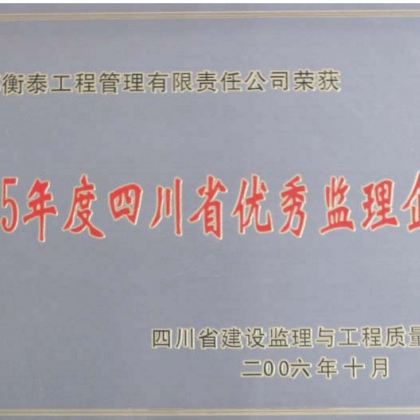 衡泰工程管理有限责任公司荣获
5年度四川省优秀监理企
四川省建设监理与工程质量
二00六年十月